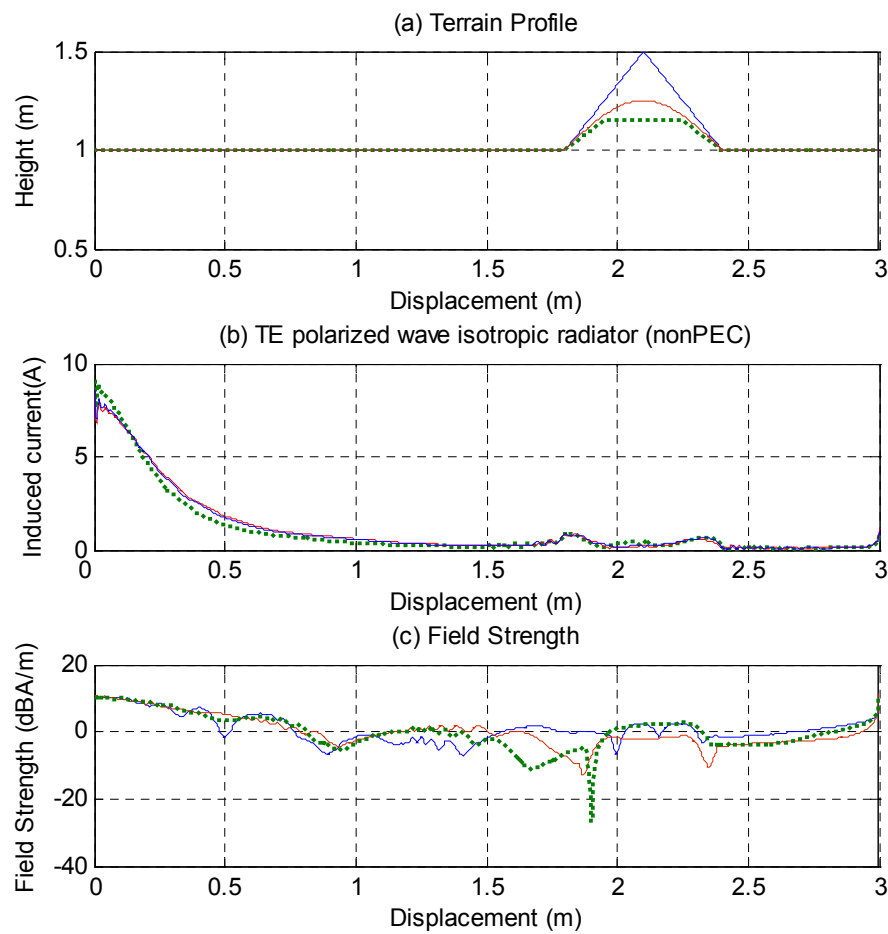 (a) Terrain Profile
1.5
1
0.5
Height (m)
0 0.5 1 1.5 2 2.5 3
Displacement (m)
(b) TE polarized wave isotropic radiator (nonPEC)
10
5
0
Induced current(A)
0 0.5 1 1.5 2 2.5 3
Displacement (m)
(c) Field Strength
20
0
-20
-40
Field Strength (dBA/m)
0 0.5 1 1.5 2 2.5 3
Displacement (m)